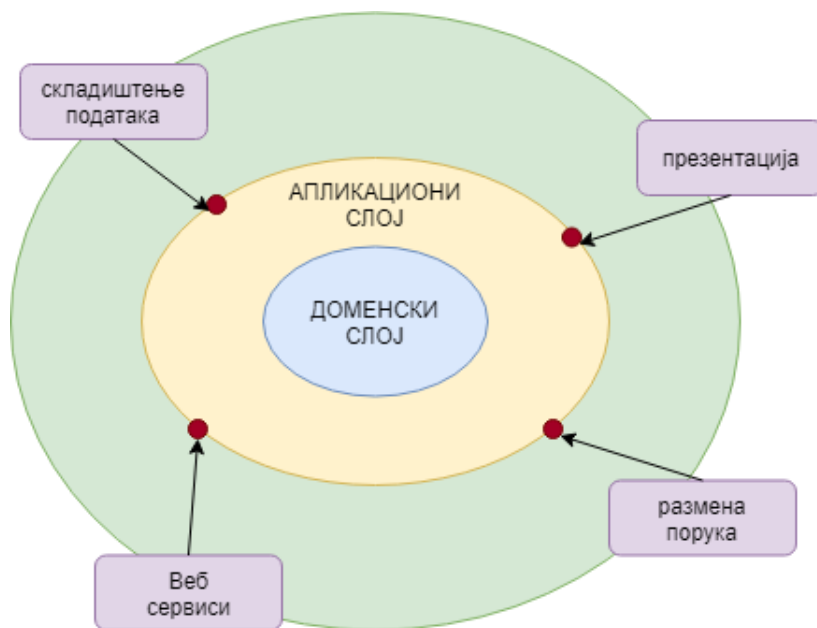 складиштење
података
презентација
АПЛИКАЦИОНИ
СЛОЈ
ДОМЕНСКИ
СЛОЈ
размена
порука
Веб
сервиси